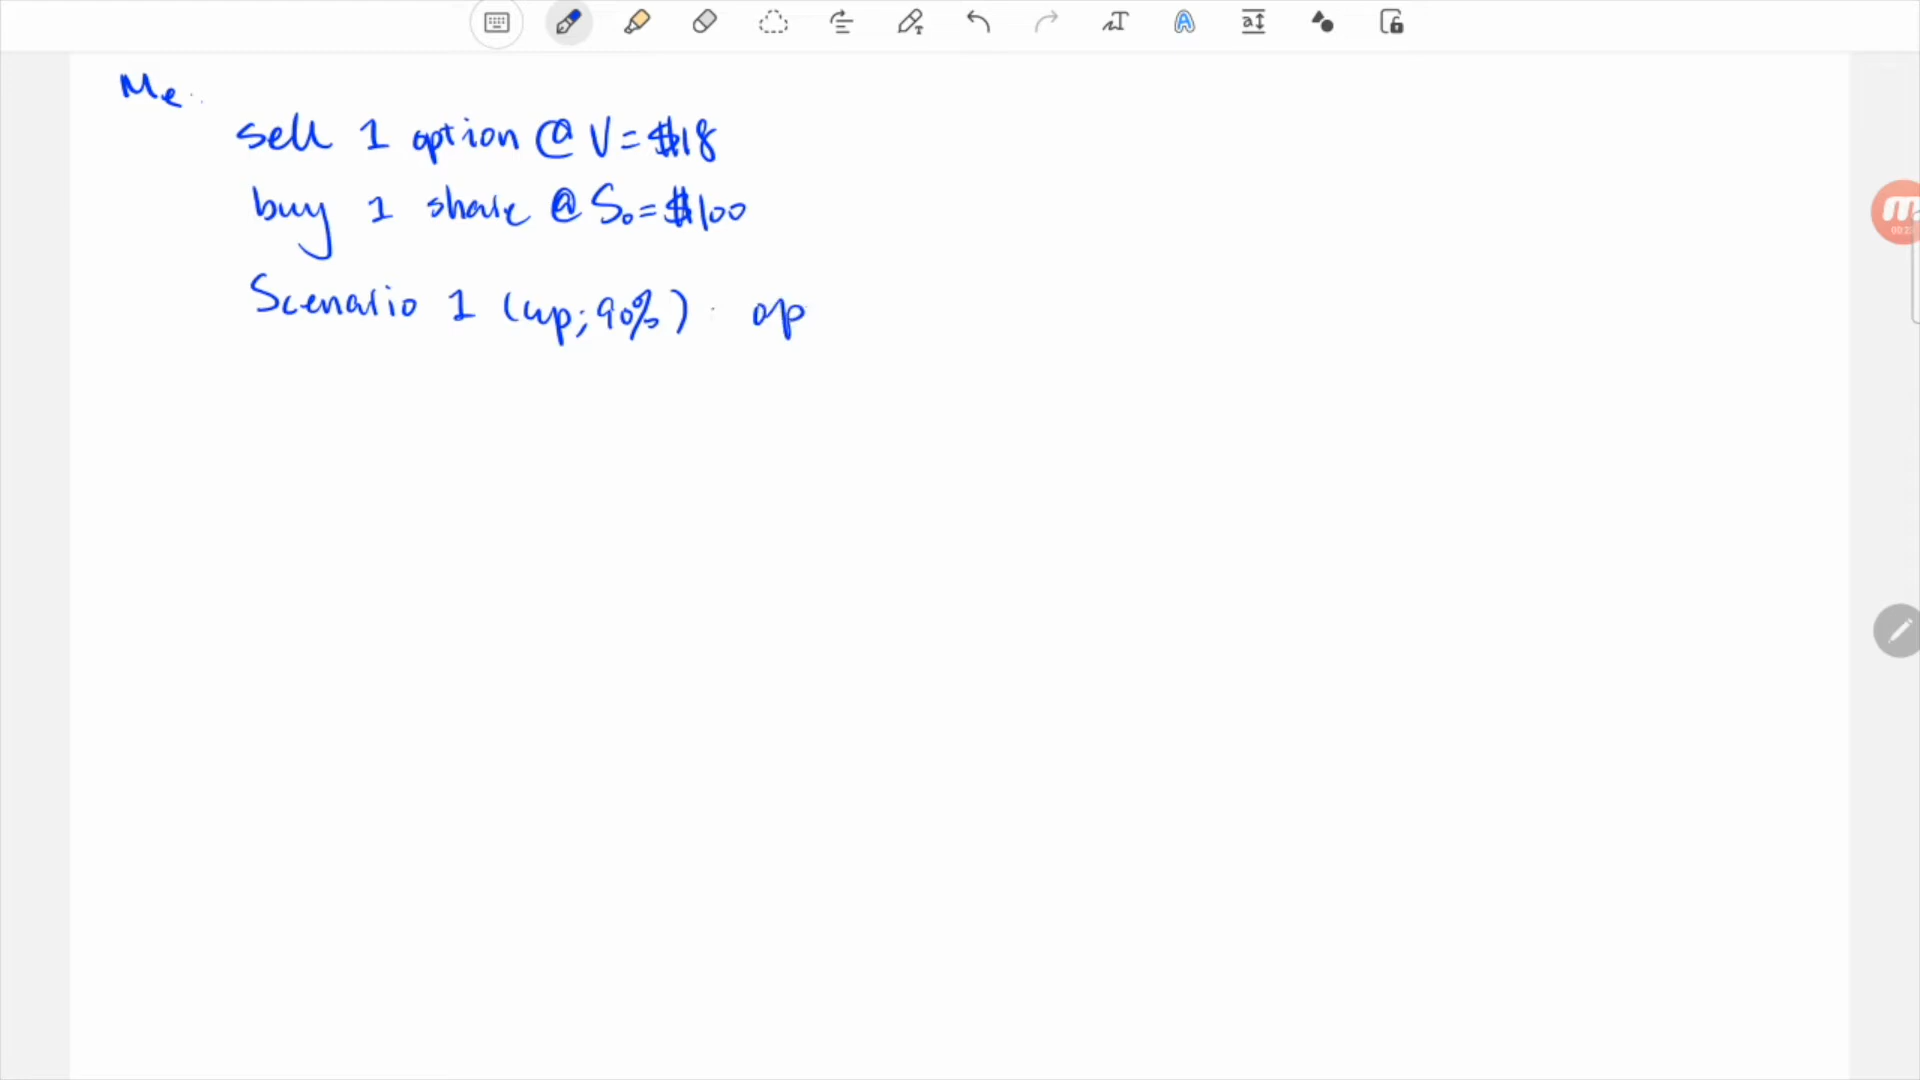 Me:
sell 1 option @ V = $18
buy 1 share @ S₀ = $100
Scenario 1 (up; 90%) : op